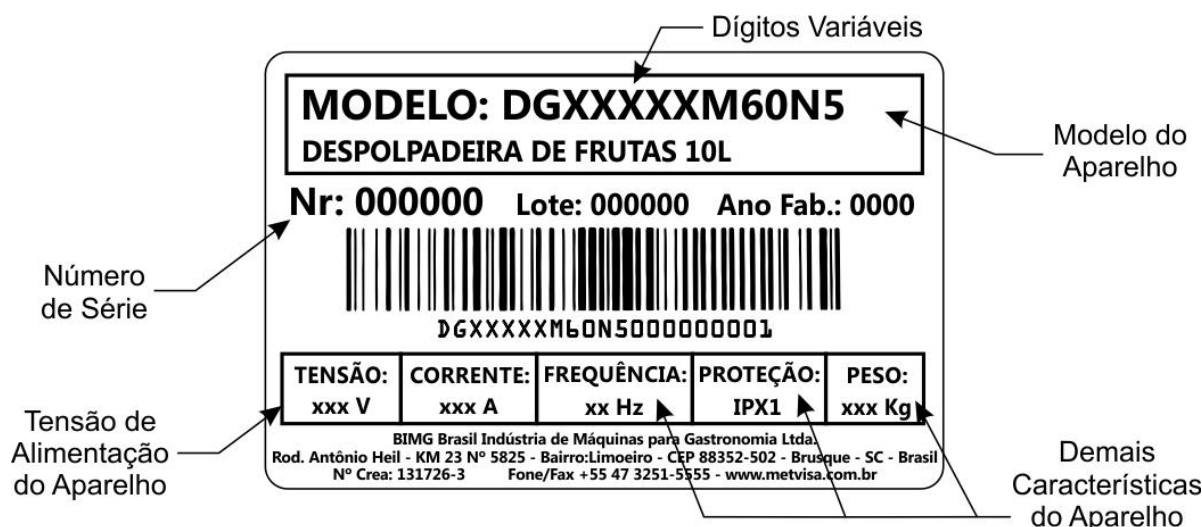 Dígitos Variáveis
MODELO: DGXXXXXM60N5
DESPOLPADEIRA DE FRUTAS 10L
Modelo do
Aparelho
Nr: 000000 Lote: 000000 Ano Fab.: 0000
Número
de Série
DGXXXXXM60N5000000001
TENSÃO: CORRENTE: FREQUÊNCIA: PROTEÇÃO: PESO:
xxx V xxx A xx Hz IPX1 xxx Kg
Tensão de
Alimentação
do Aparelho
BIMG Brasil Indústria de Máquinas para Gastronomia Ltda.
Rod. Antônio Heil - KM 23 Nº 5825 - Bairro:Limoeiro - CEP 88352-502 - Brusque - SC - Brasil
Nº Crea: 131726-3 Fone/Fax +55 47 3251-5555 - www.metvisa.com.br
Demais
Características
do Aparelho